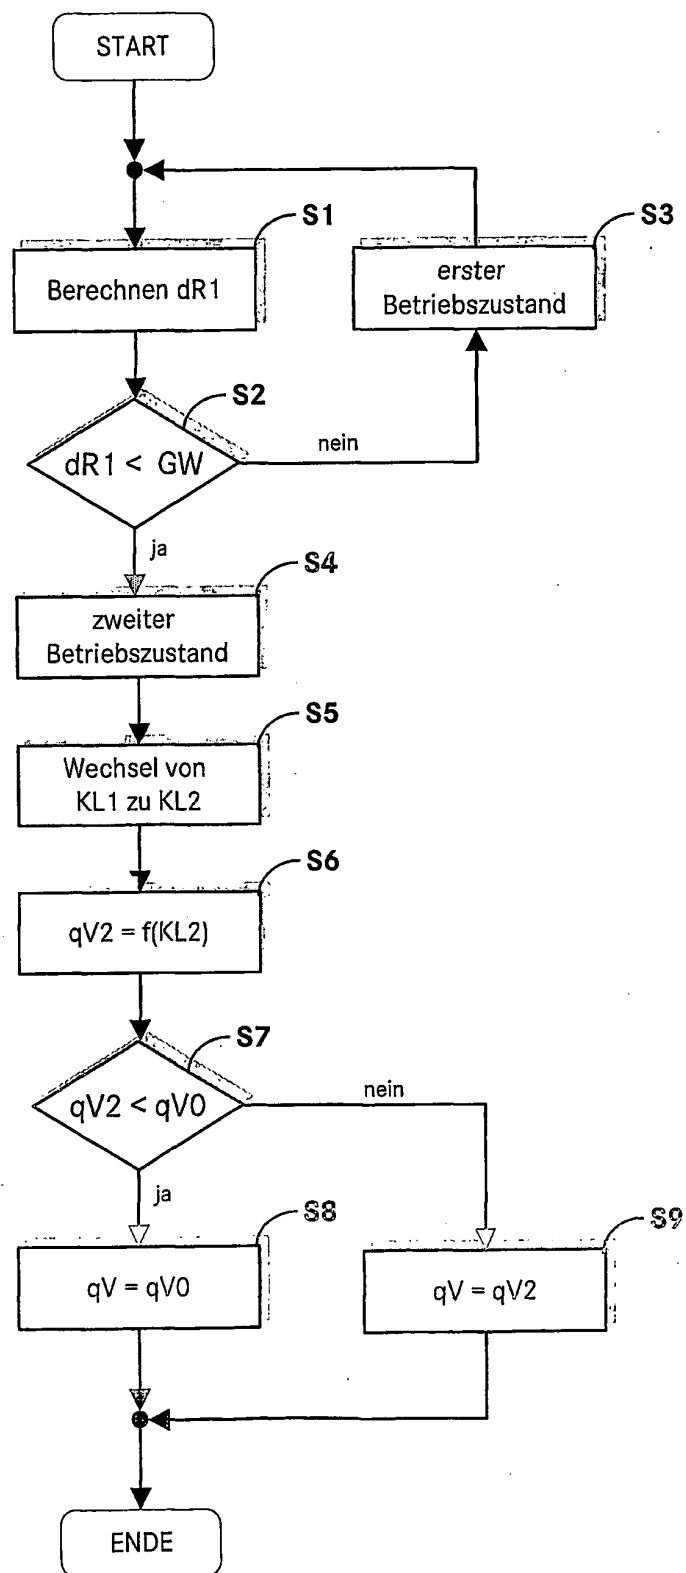 START
S1
S3
Berechnen dR1
erster
Betriebszustand
S2
dR1 < GW
nein
ja
S4
zweiter
Betriebszustand
S5
Wechsel von
KL1 zu KL2
S6
qV2 = f(KL2)
S7
qV2 < qV0
nein
ja
S8
S9
qV = qV0
qV = qV2
ENDE